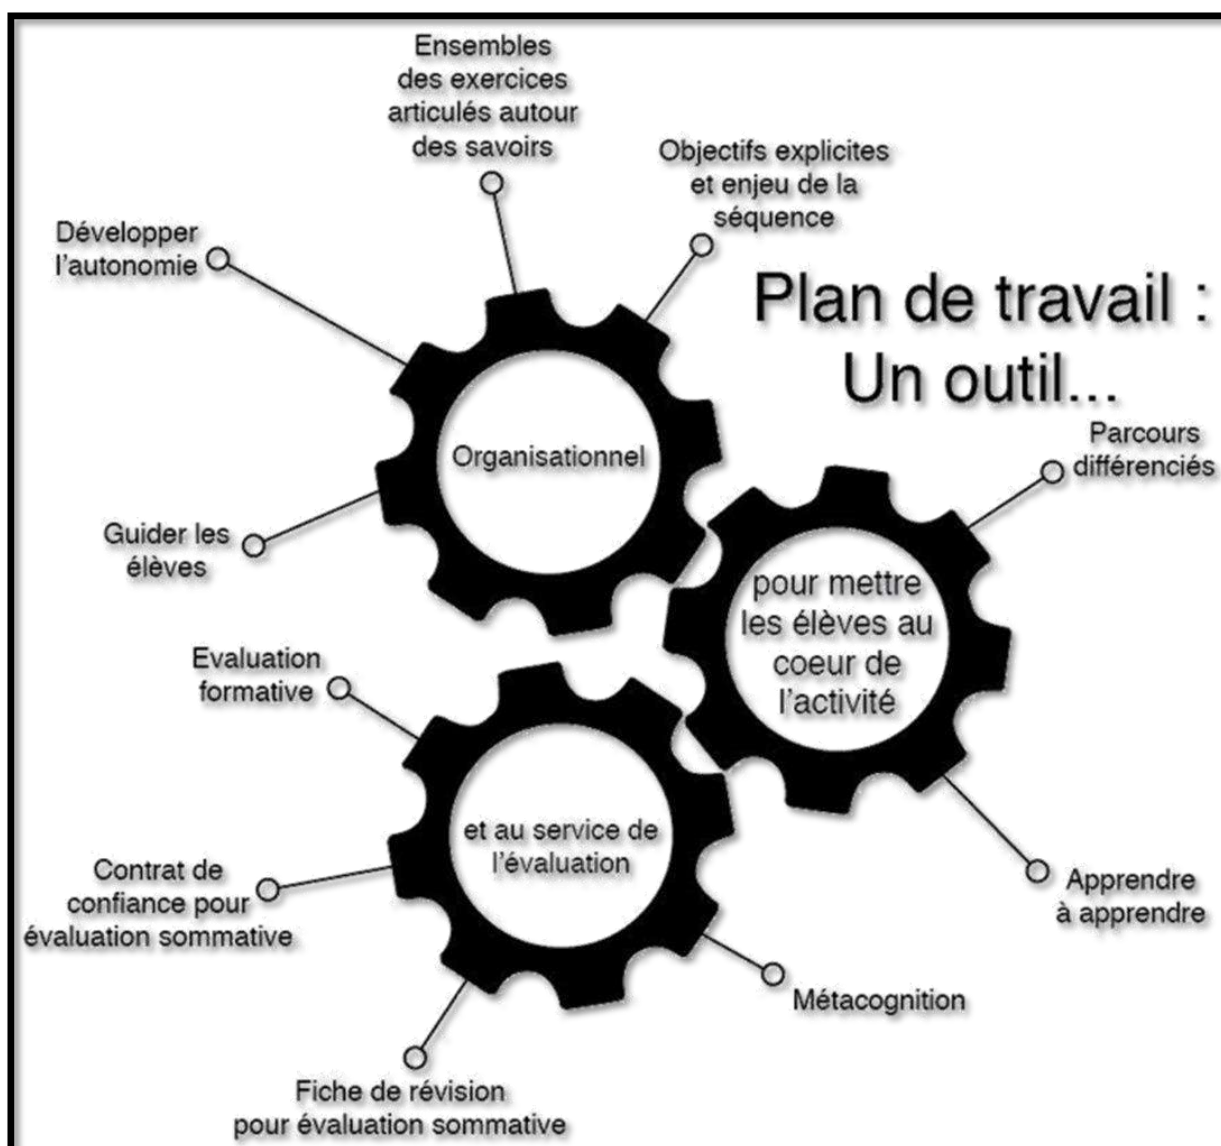 Plan de travail :
Un outil...
Ensembles
des exercices
articulés autour
des savoirs
Objectifs explicites
et enjeu de la
séquence
Développer
l'autonomie
Organisationnel
Guider les
élèves
Parcours
différenciés
pour mettre
les élèves au
coeur de
l'activité
Apprendre
à apprendre
Evaluation
formative
et au service de
l'évaluation
Contrat de
confiance pour
évaluation sommative
Métacognition
Fiche de révision
pour évaluation sommative